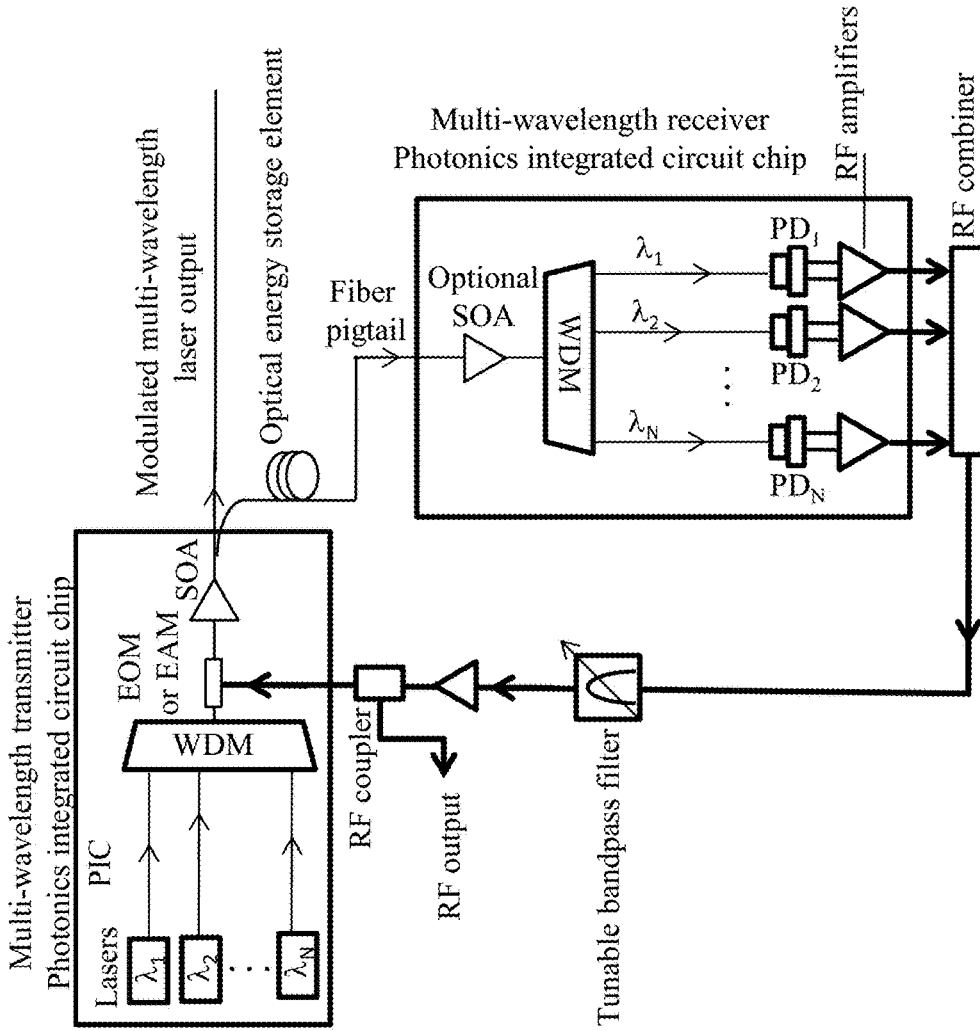 Multi-wavelength transmitter
Photonics integrated circuit chip
Lasers
PIC
λ1
λ2
. . . .
λN
WDM
EOM
or EAM
SOA
Modulated multi-wavelength
laser output
Optical energy storage element
Fiber
pigtail
Multi-wavelength receiver
Photonics integrated circuit chip
Optional
SOA
WDM
λ1
λ2
. . .
λN
PD1
PD2
PDN
RF amplifiers
RF combiner
RF coupler
RF output
Tunable bandpass filter